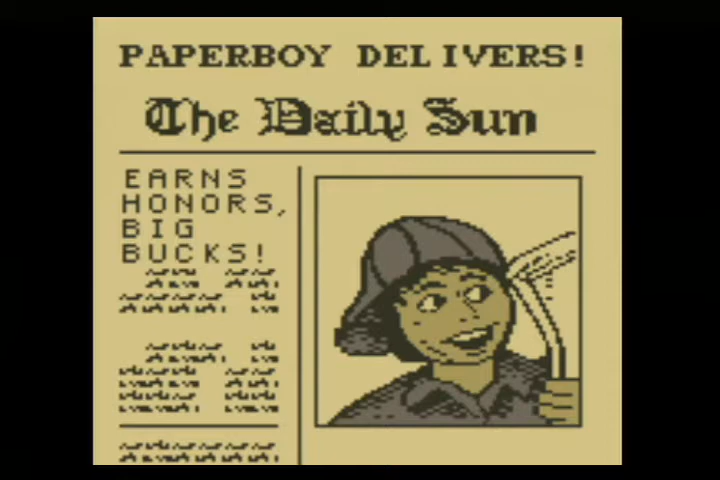 PAPERBOY DELIVERS!
The Daily Sun
EARNS
HONORS,
BIG
BUCKS!